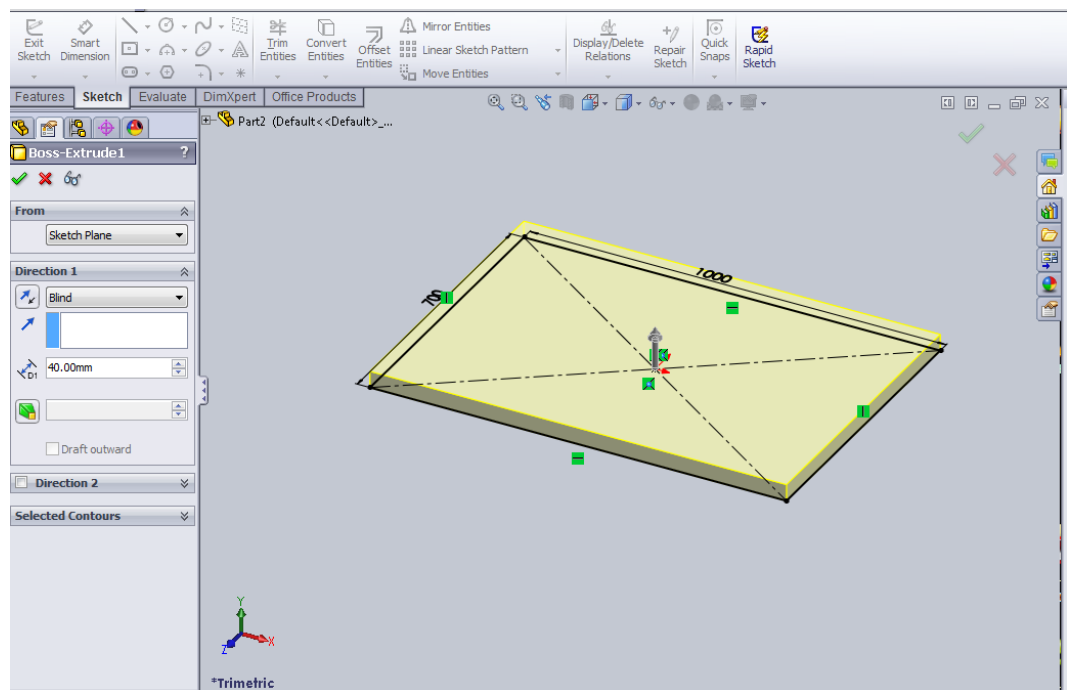 Exit
Sketch
Smart
Dimension
Trim
Entities
Convert
Entities
Offset
Entities
Mirror Entities
Linear Sketch Pattern
Move Entities
Display/Delete
Relations
Repair
Sketch
Quick
Snaps
Rapid
Sketch
Features Sketch Evaluate DimXpert Office Products
Part2 (Default<<Default>_...
Boss-Extrude1 ?
From
Sketch Plane
Direction 1
Blind
D1 40.00mm
Draft outward
Direction 2
Selected Contours
1000
Y
X
Z
*Trimetric